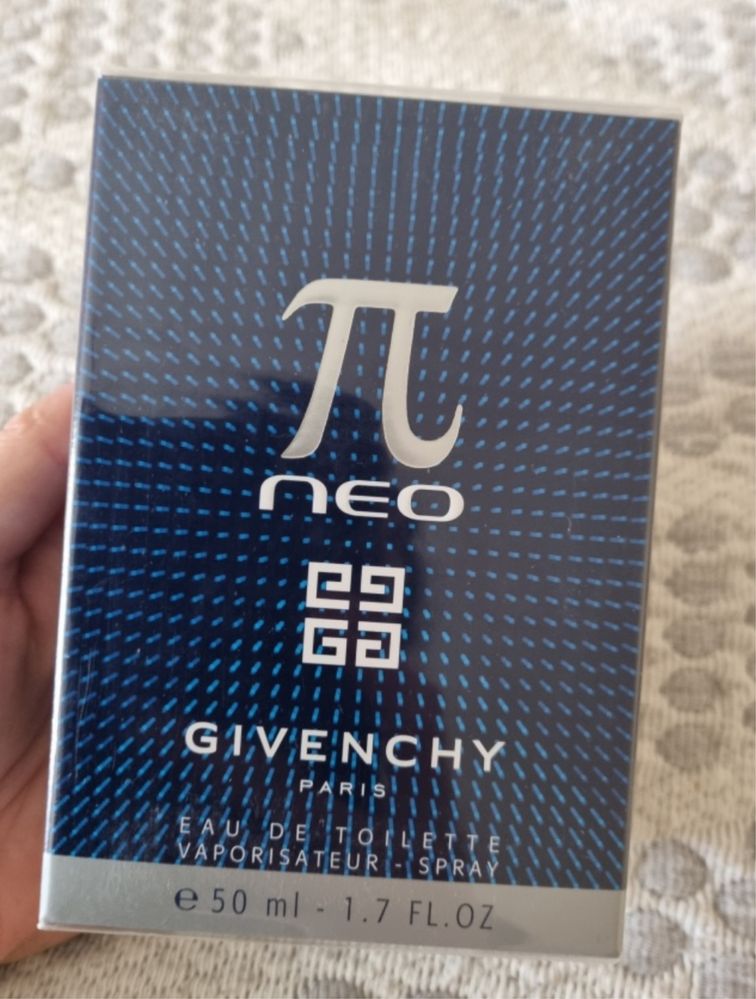 π
neo
GIVENCHY
PARIS
EAU DE TOILETTE
VAPORISATEUR - SPRAY
℮ 50 ml - 1.7 FL.OZ